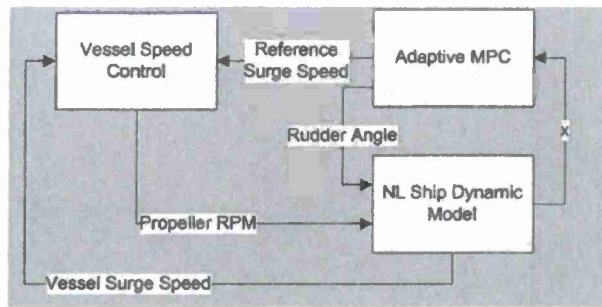 Vessel Speed
Control
Reference
Surge Speed
Adaptive MPC
Rudder Angle
x
NL Ship Dynamic
Model
Propeller RPM
Vessel Surge Speed